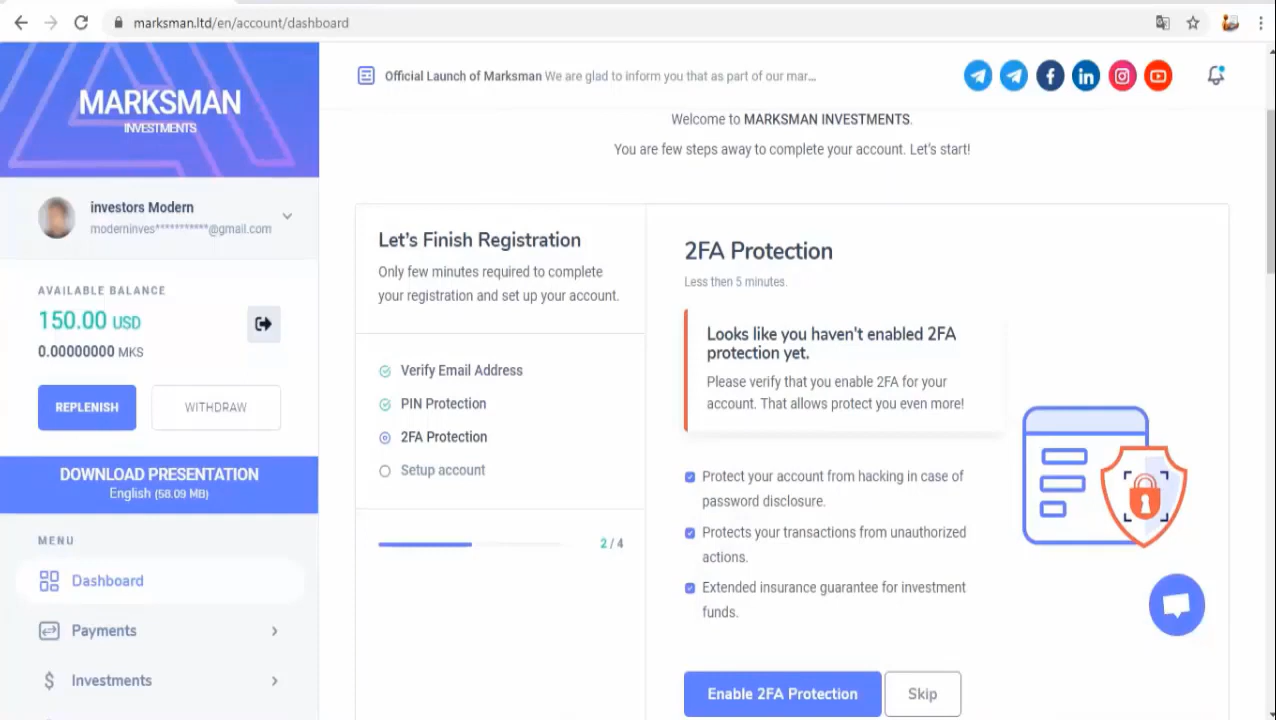 marksman.ltd/en/account/dashboard
MARKSMAN
INVESTMENTS
investors Modern
moderninves***********@gmail.com
AVAILABLE BALANCE
150.00 USD
0.00000000 MKS
REPLENISH
WITHDRAW
DOWNLOAD PRESENTATION
English (58.09 MB)
MENU
Dashboard
Payments
Investments
Official Launch of Marksman We are glad to inform you that as part of our mar...
Welcome to MARKSMAN INVESTMENTS.
You are few steps away to complete your account. Let's start!
Let's Finish Registration
Only few minutes required to complete
your registration and set up your account.
Verify Email Address
PIN Protection
2FA Protection
Setup account
2 / 4
2FA Protection
Less then 5 minutes.
Looks like you haven't enabled 2FA
protection yet.
Please verify that you enable 2FA for your
account. That allows protect you even more!
Protect your account from hacking in case of
password disclosure.
Protects your transactions from unauthorized
actions.
Extended insurance guarantee for investment
funds.
Enable 2FA Protection
Skip